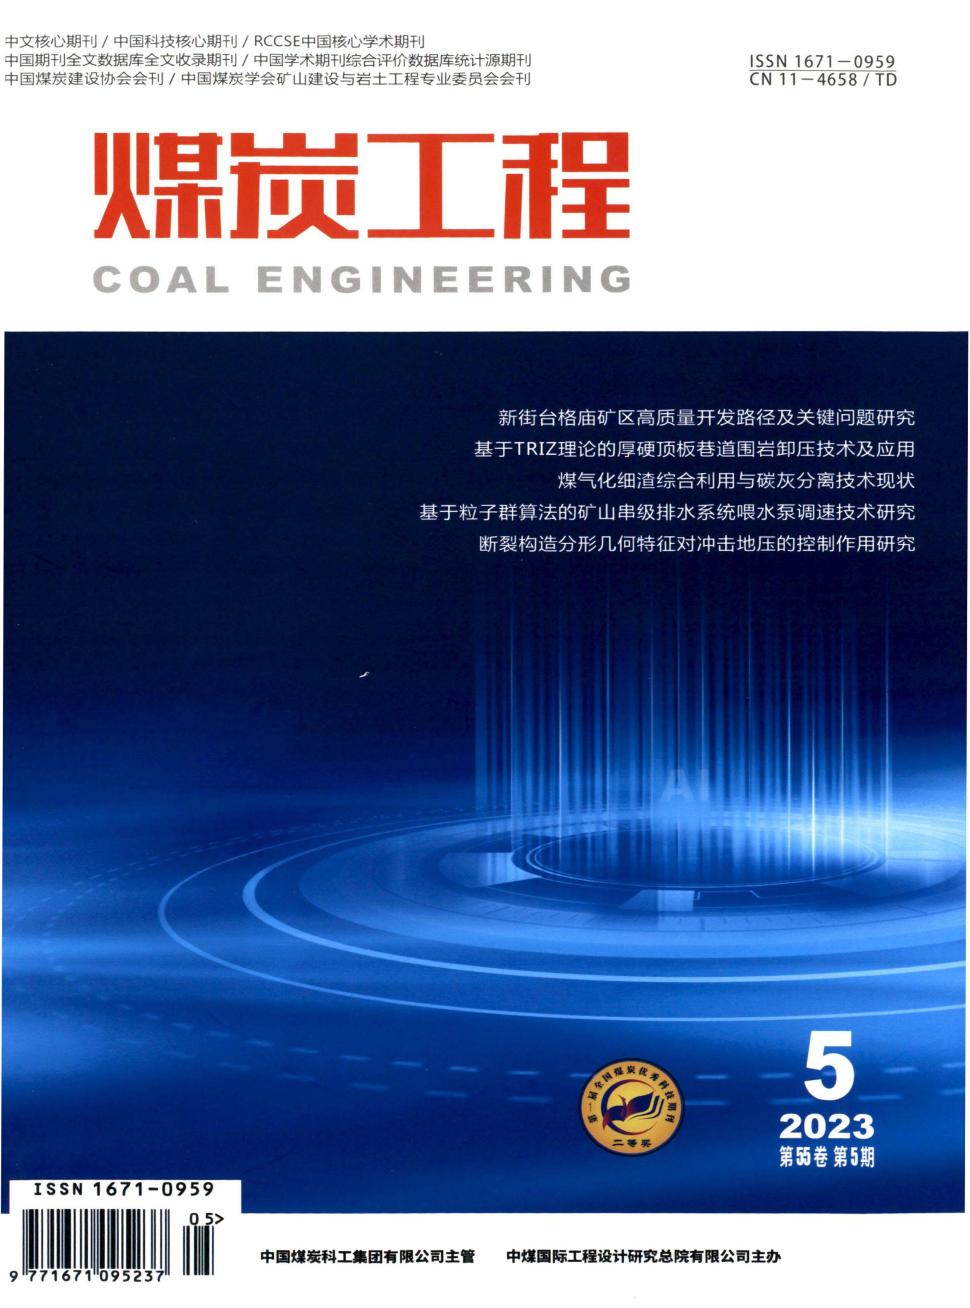 中文核心期刊 / 中国科技核心期刊 / RCCSE中国核心学术期刊
中国期刊全文数据库全文收录期刊 / 中国学术期刊综合评价数据库统计源期刊
中国煤炭建设协会会刊 / 中国煤炭学会矿山建设与岩土工程专业委员会会刊
ISSN 1671-0959
CN 11-4658 / TD
煤炭工程
COAL ENGINEERING
新街台格庙矿区高质量开发路径及关键问题研究
基于TRIZ理论的厚硬顶板巷道围岩卸压技术及应用
煤气化细渣综合利用与碳灰分离技术现状
基于粒子群算法的矿山串级排水系统喂水泵调速技术研究
断裂构造分形几何特征对冲击地压的控制作用研究
AI
5
2023
第55卷 第5期
第一届全国煤炭优秀科技期刊
二等奖
ISSN 1671-0959
05>
9 771671 095237
中国煤炭科工集团有限公司主管
中煤国际工程设计研究总院有限公司主办